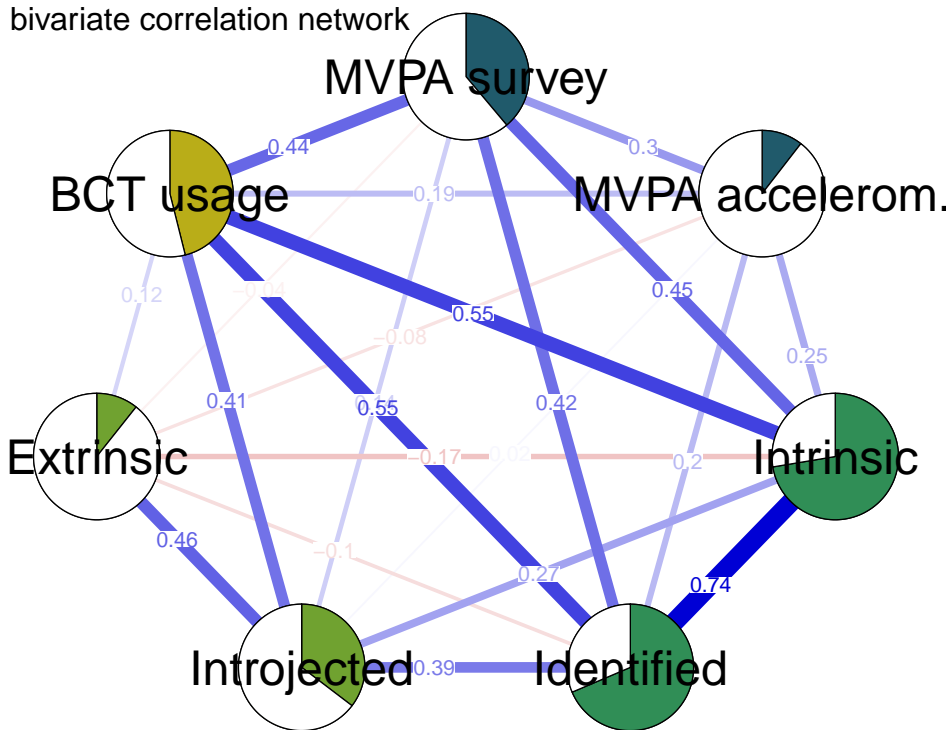 bivariate correlation network
MVPA survey
0.44
0.3
BCT usage
0.19
MVPA accelerom.
0.12
−0.04
0.45
0.55
−0.08
0.25
0.41
0.55
0.42
Extrinsic
−0.17
0.02
0.2
Intrinsic
0.46
−0.1
0.27
0.74
Introjected
0.39
Identified